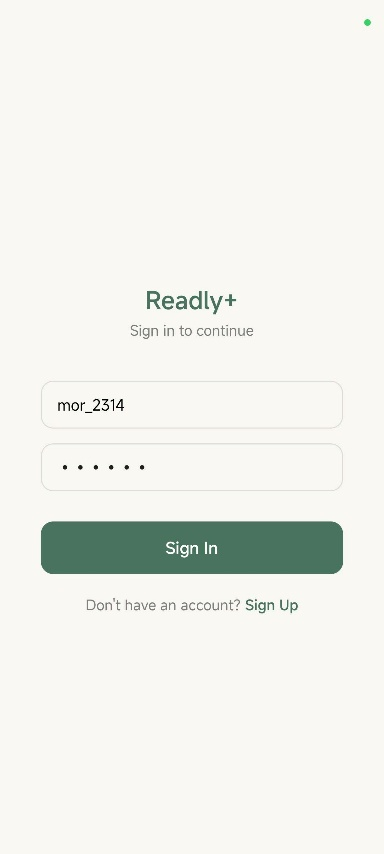 Readly+
Sign in to continue
mor_2314
••••••
Sign In
Don't have an account? Sign Up